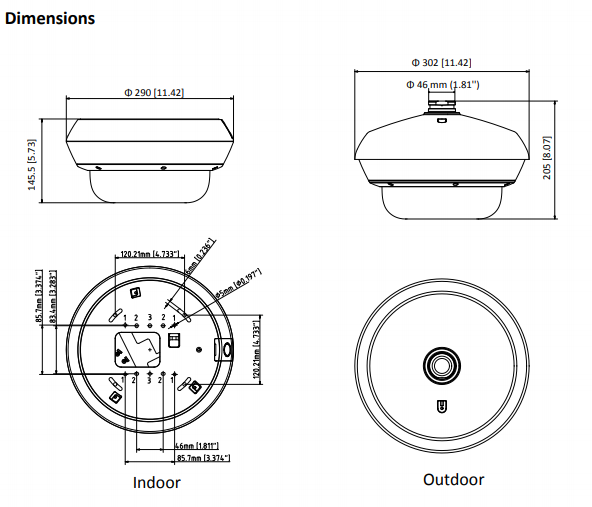 Dimensions
Φ 302 [11.42]
Φ 46 mm (1.81'')
Φ 290 [11.42]
145.5 [5.73]
205 [8.07]
120.21mm [4.733"]
6mm [0.236"]
ø5mm [ø0.197"]
85.7mm [3.374"]
83.4mm [3.283"]
1 2 3 2 1
120.21mm [4.733"]
1 2 3 2 1
46mm [1.811"]
85.7mm [3.374"]
Indoor
Outdoor